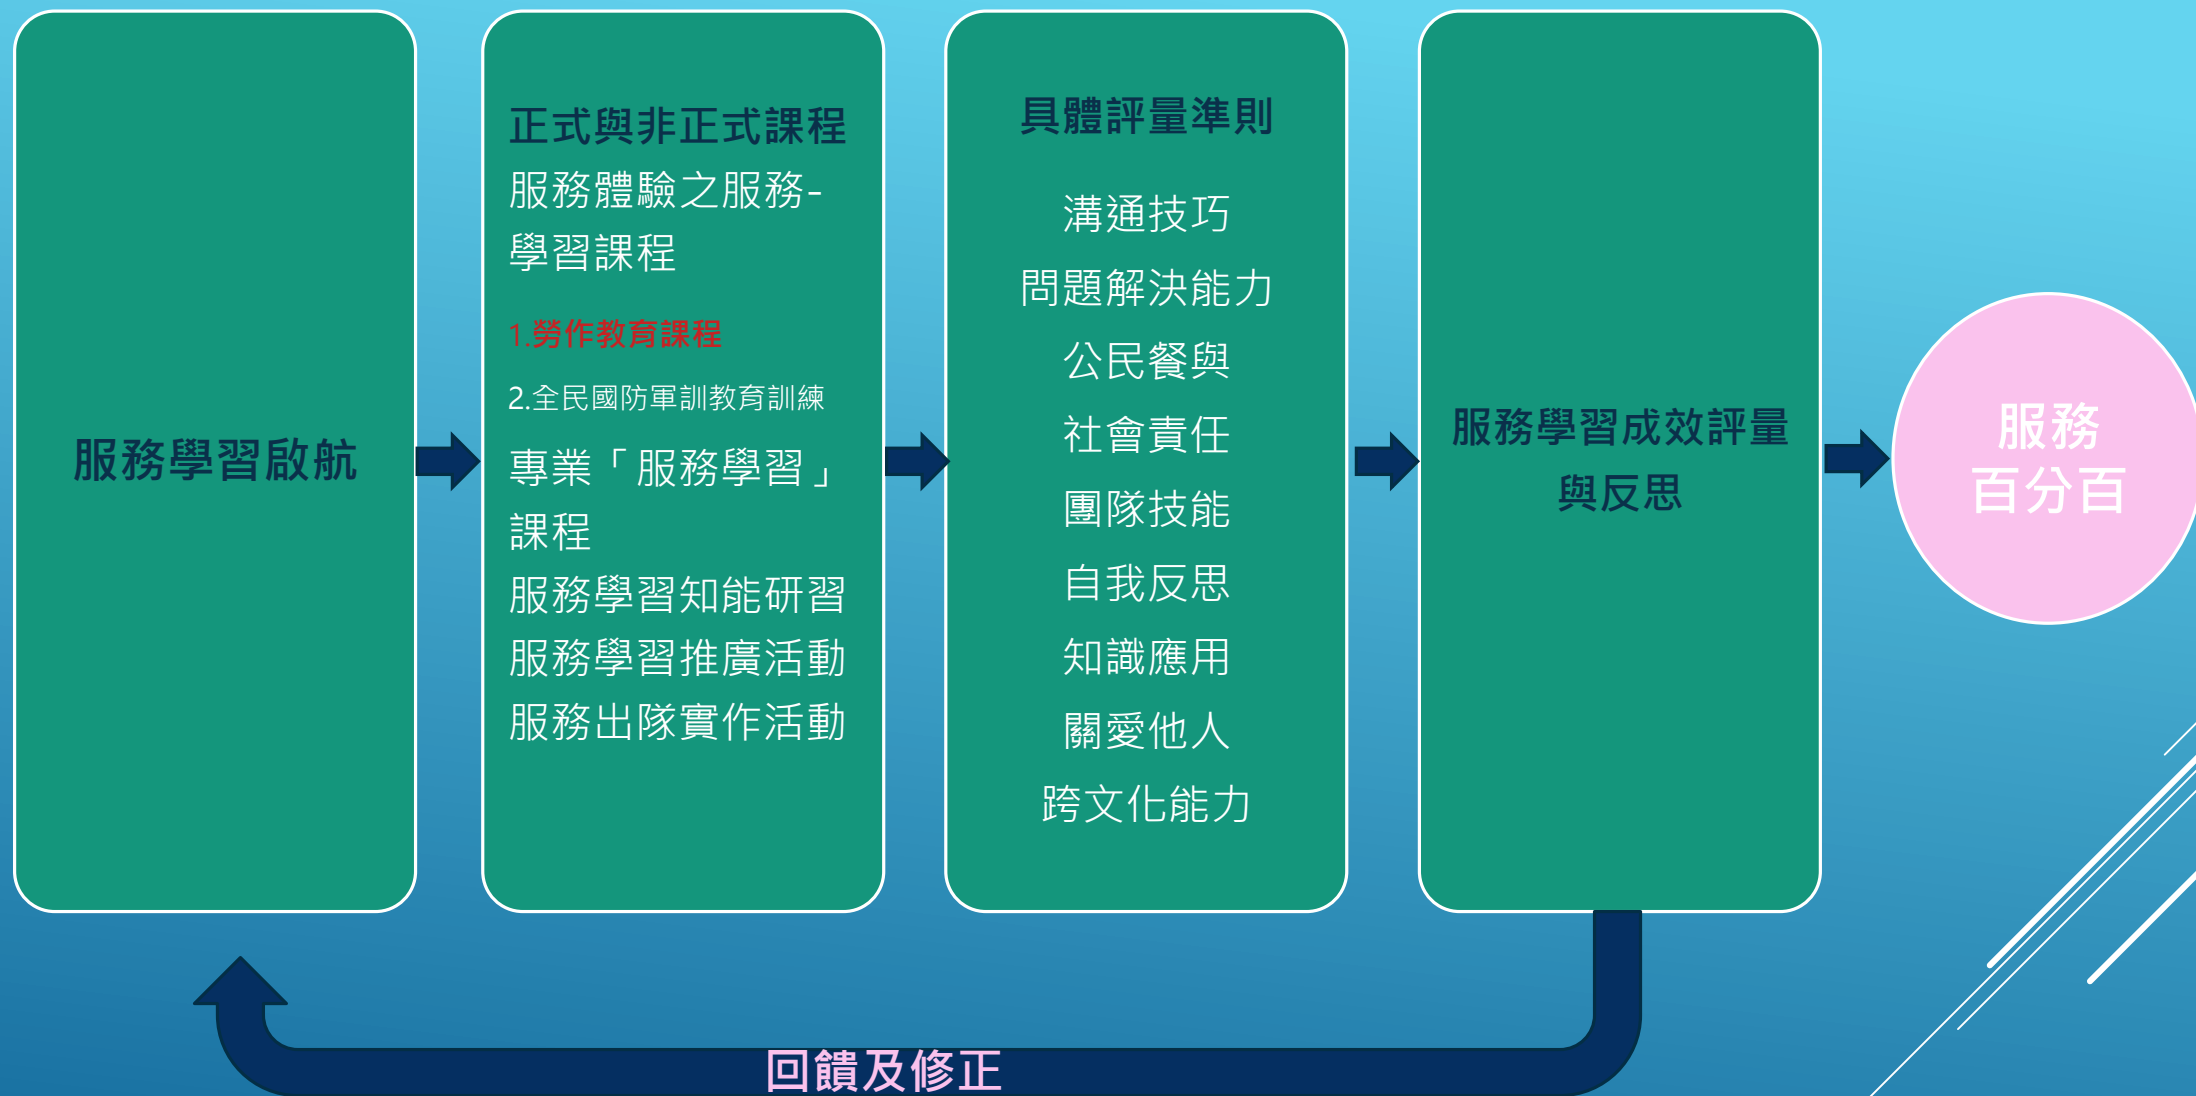 服務學習啟航
正式與非正式課程
服務體驗之服務-
學習課程
1.勞作教育課程
2.全民國防軍訓教育訓練
專業「服務學習」
課程
服務學習知能研習
服務學習推廣活動
服務出隊實作活動
具體評量準則
溝通技巧
問題解決能力
公民餐與
社會責任
團隊技能
自我反思
知識應用
關愛他人
跨文化能力
服務學習成效評量
與反思
服務
百分百
回饋及修正